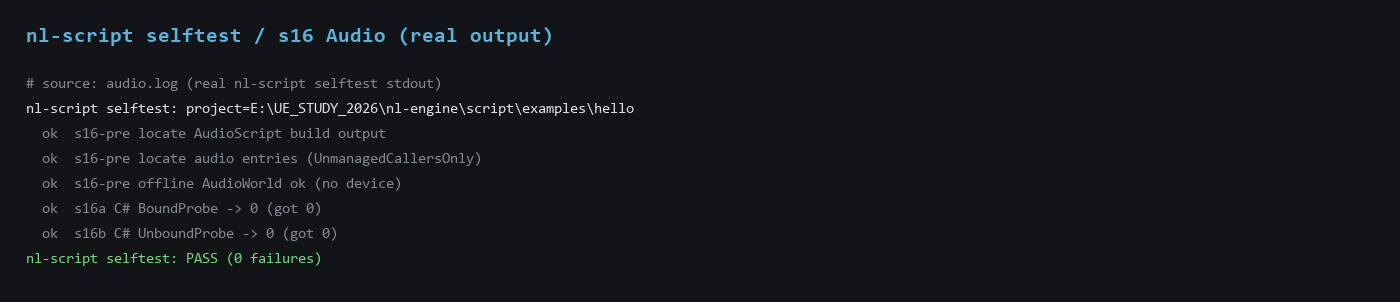 nl-script selftest / s16 Audio (real output)
# source: audio.log (real nl-script selftest stdout)
nl-script selftest: project=E:\UE_STUDY_2026\nl-engine\script\examples\hello
ok  s16-pre locate AudioScript build output
ok  s16-pre locate audio entries (UnmanagedCallersOnly)
ok  s16-pre offline AudioWorld ok (no device)
ok  s16a C# BoundProbe -> 0 (got 0)
ok  s16b C# UnboundProbe -> 0 (got 0)
nl-script selftest: PASS (0 failures)